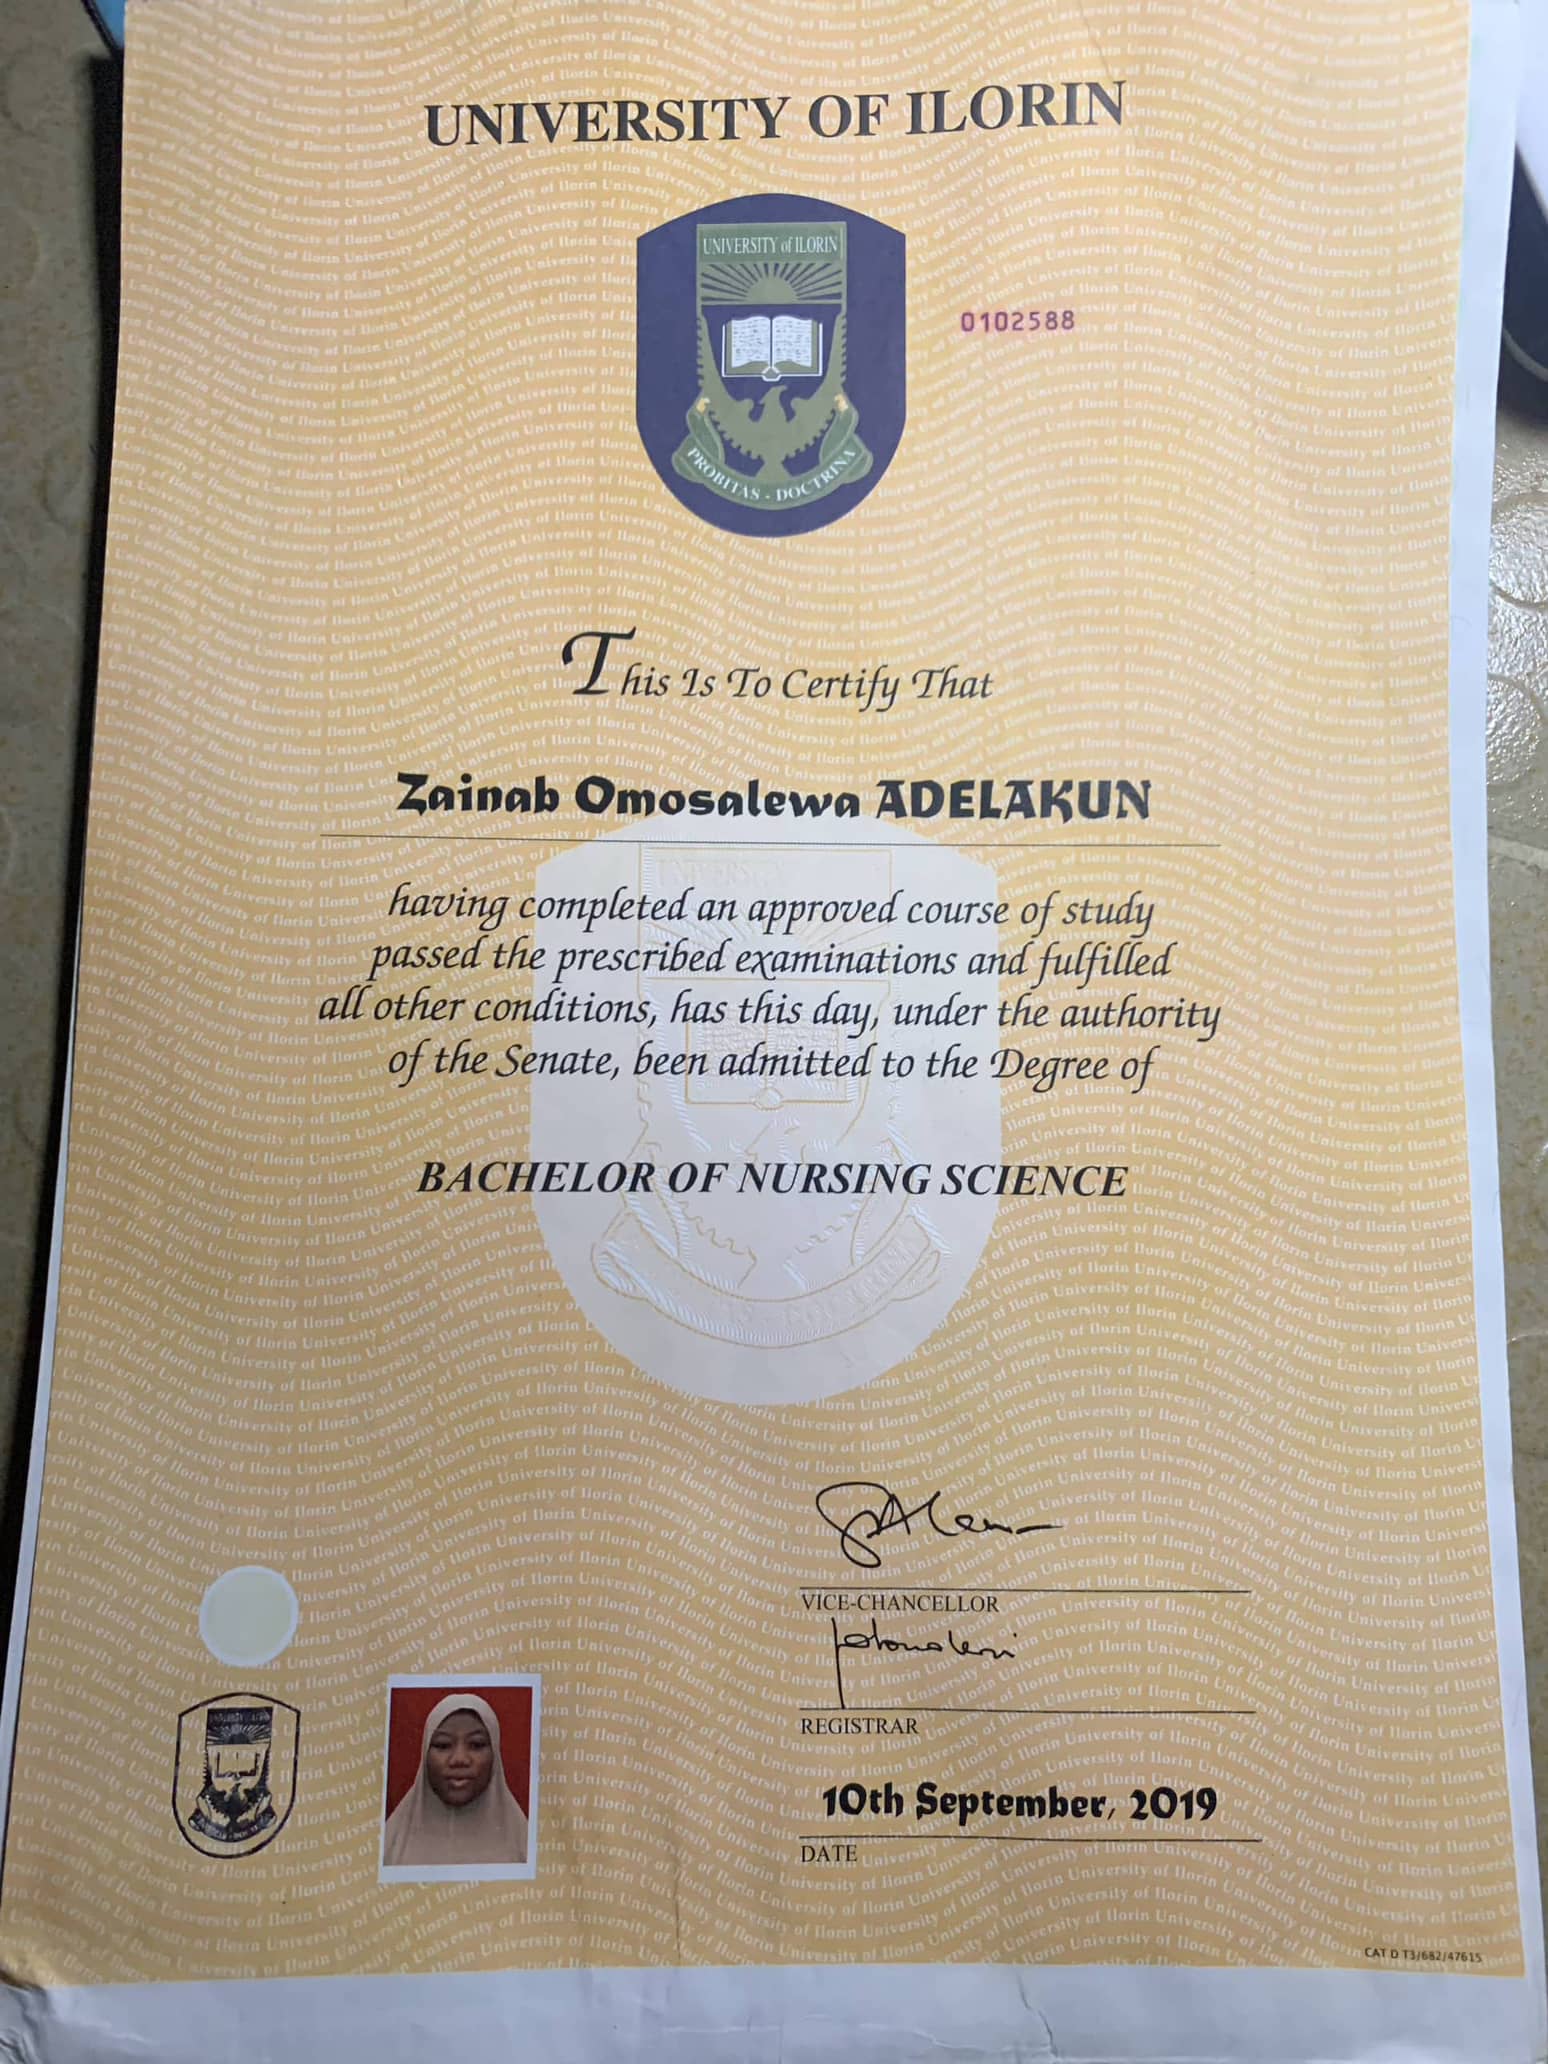 UNIVERSITY OF ILORIN
UNIVERSITY of ILORIN
0102588
PROBITAS - DOCTRINA
This Is To Certify That
Zainab Omosalewa ADELAKUN
having completed an approved course of study
passed the prescribed examinations and fulfilled
all other conditions, has this day, under the authority
of the Senate, been admitted to the Degree of
BACHELOR OF NURSING SCIENCE
VICE-CHANCELLOR
REGISTRAR
10th September, 2019
DATE
CAT D T3/682/47615